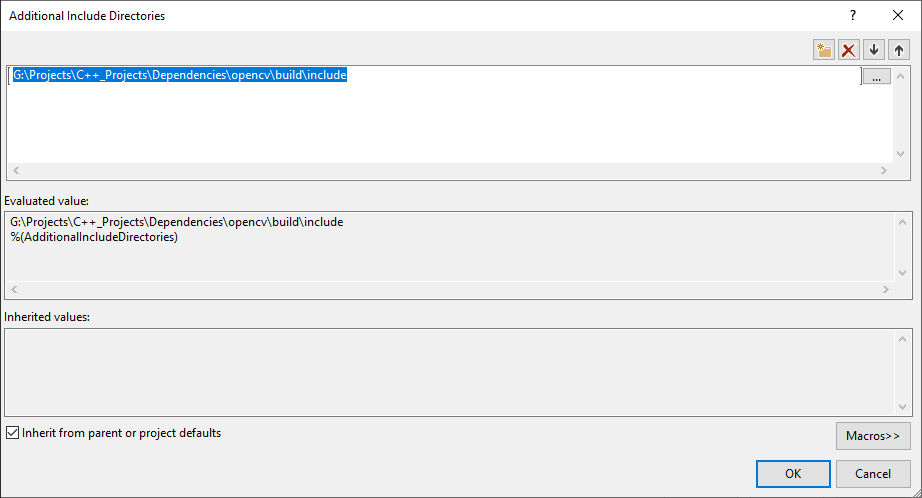 Additional Include Directories
?
G:\Projects\C++_Projects\Dependencies\opencv\build\include
...
Evaluated value:
G:\Projects\C++_Projects\Dependencies\opencv\build\include
%(AdditionalIncludeDirectories)
Inherited values:
Inherit from parent or project defaults
Macros>>
OK
Cancel